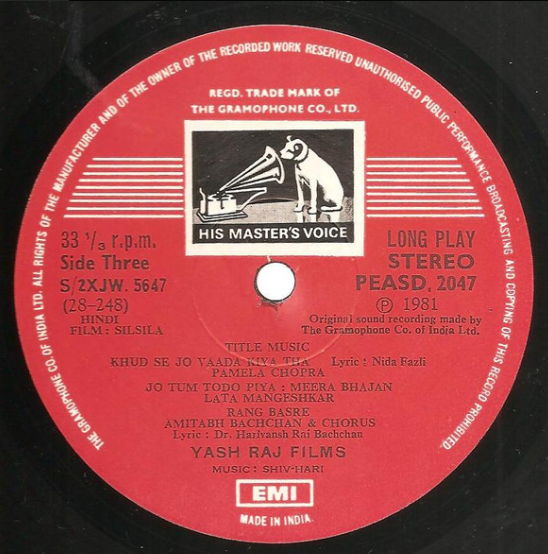 THE GRAMOPHONE CO. OF INDIA LTD. ALL RIGHTS OF THE MANUFACTURER AND OF THE OWNER OF THE RECORDED WORK RESERVED UNAUTHORISED PUBLIC PERFORMANCE BROADCASTING AND COPYING OF THIS RECORD PROHIBITED.
REGD. TRADE MARK OF
THE GRAMOPHONE CO., LTD.
HIS MASTER'S VOICE
33 1/3 r.p.m.
Side Three
S/2XJW. 5647
(28-248)
HINDI
FILM : SILSILA
LONG PLAY
STEREO
PEASD. 2047
Ⓟ 1981
Original sound recording made by
The Gramophone Co. of India Ltd.
TITLE MUSIC
KHUD SE JO VAADA KIYA THA Lyric : Nida Fazli
PAMELA CHOPRA
JO TUM TODO PIYA : MEERA BHAJAN
LATA MANGESHKAR
RANG BASRE
AMITABH BACHCHAN & CHORUS
Lyric : Dr. Harivansh Rai Bachchan
YASH RAJ FILMS
MUSIC : SHIV-HARI
EMI
MADE IN INDIA.